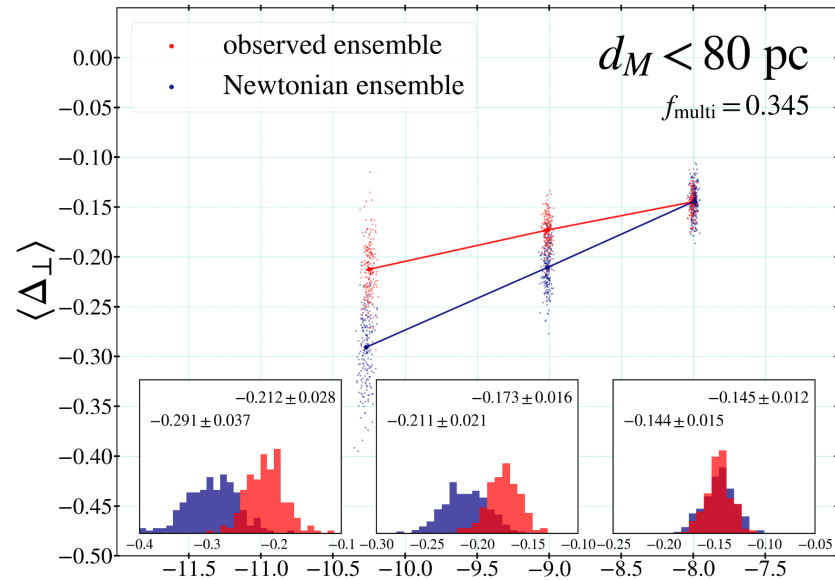 observed ensemble
Newtonian ensemble
d_M < 80 pc
f_multi = 0.345
⟨Δ_⊥⟩
0.00
−0.05
−0.10
−0.15
−0.20
−0.25
−0.30
−0.35
−0.40
−0.45
−0.50
−0.212 ± 0.028
−0.291 ± 0.037
−0.4 −0.3 −0.2 −0.1
−0.173 ± 0.016
−0.211 ± 0.021
−0.30 −0.25 −0.20 −0.15 −0.10
−0.145 ± 0.012
−0.144 ± 0.015
−0.25 −0.20 −0.15 −0.10 −0.05
−11.5 −11.0 −10.5 −10.0 −9.5 −9.0 −8.5 −8.0 −7.5